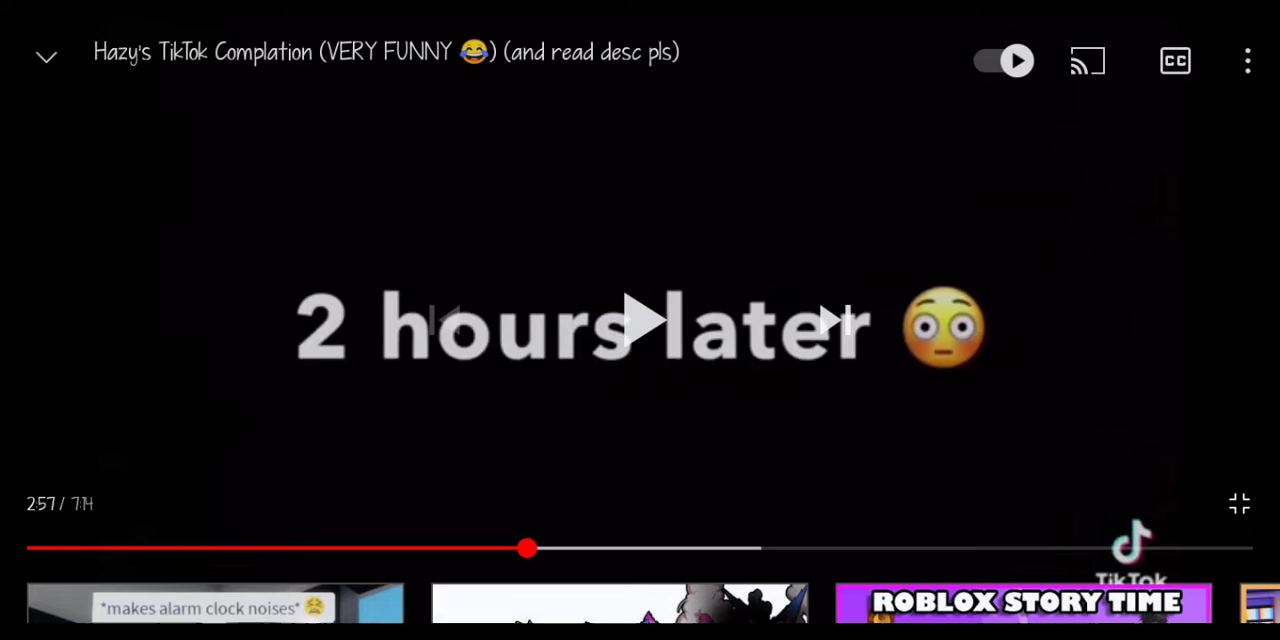 Hazy's TikTok Complation (VERY FUNNY 😂) (and read desc pls)
CC
2 hours later 😳
2:57 / 7:14
TikTok
*makes alarm clock noises* 😫
ROBLOX STORY TIME